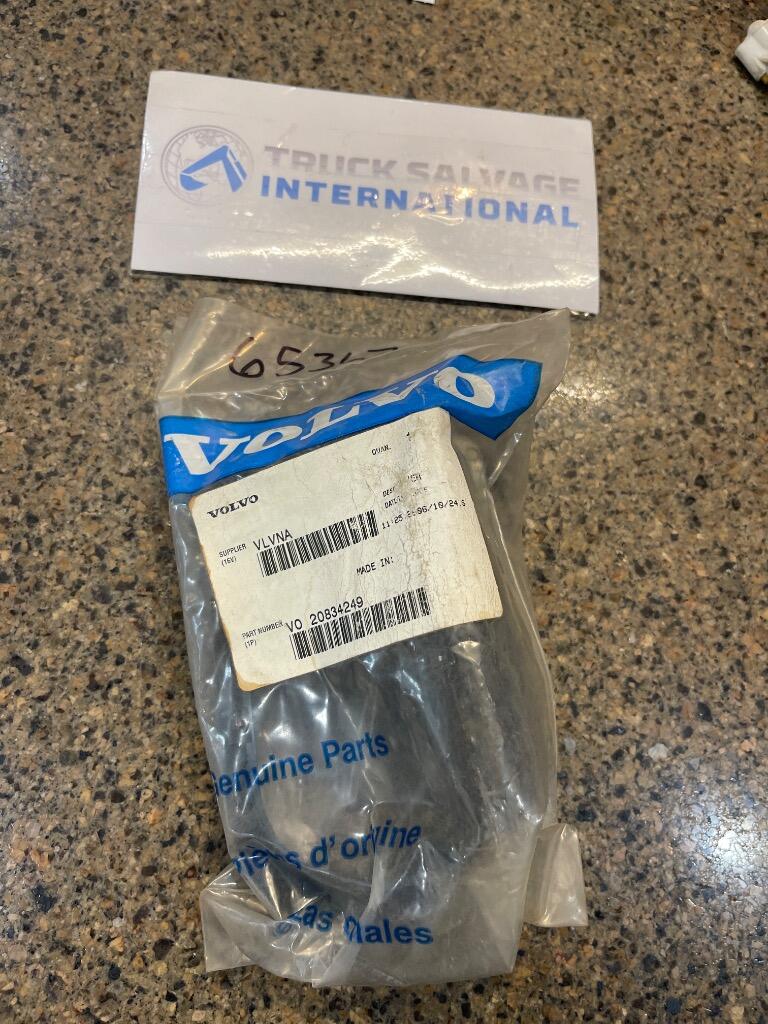 TRUCK SALVAGE
INTERNATIONAL
VOLVO
VOLVO
QUAN.
SUPPLIER VLVNA
(16V)
MADE IN:
PART NUMBER VO 20834249
(1P)
Genuine Parts
d'origine